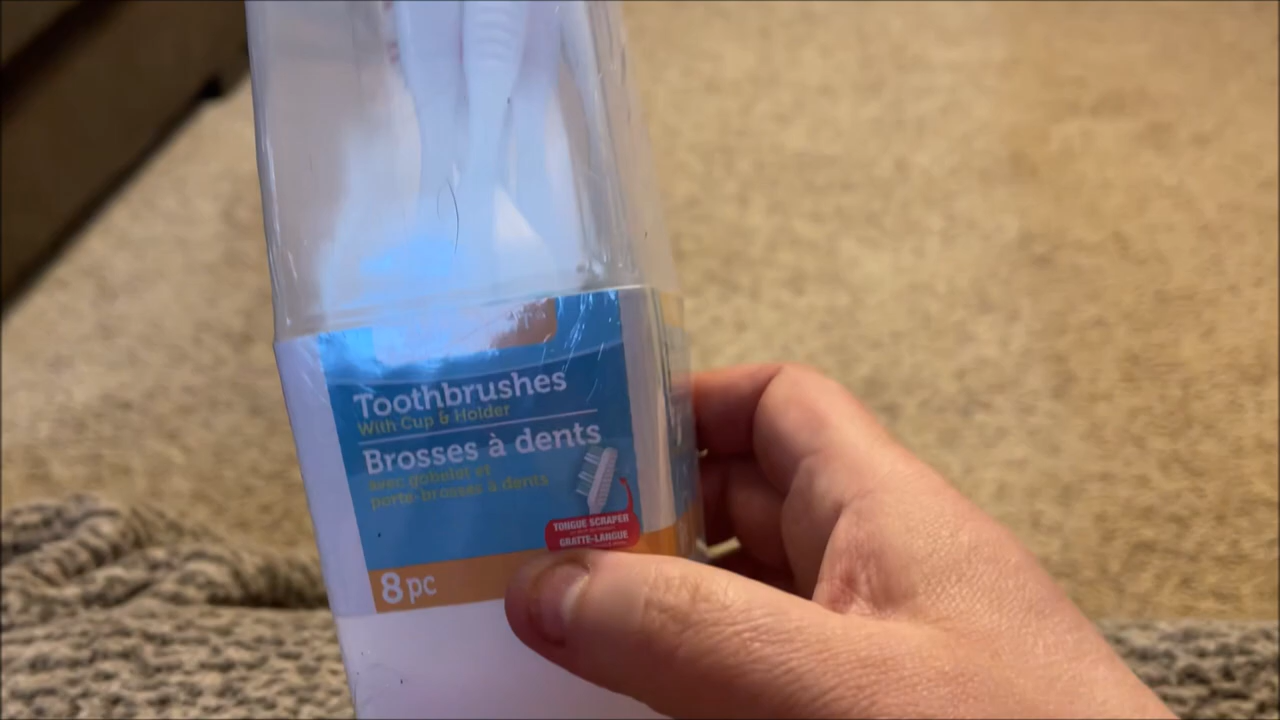 Toothbrushes
With Cup & Holder
Brosses à dents
avec gobelet et
porte-brosses à dents
TONGUE SCRAPER
GRATTE-LANGUE
8 pc